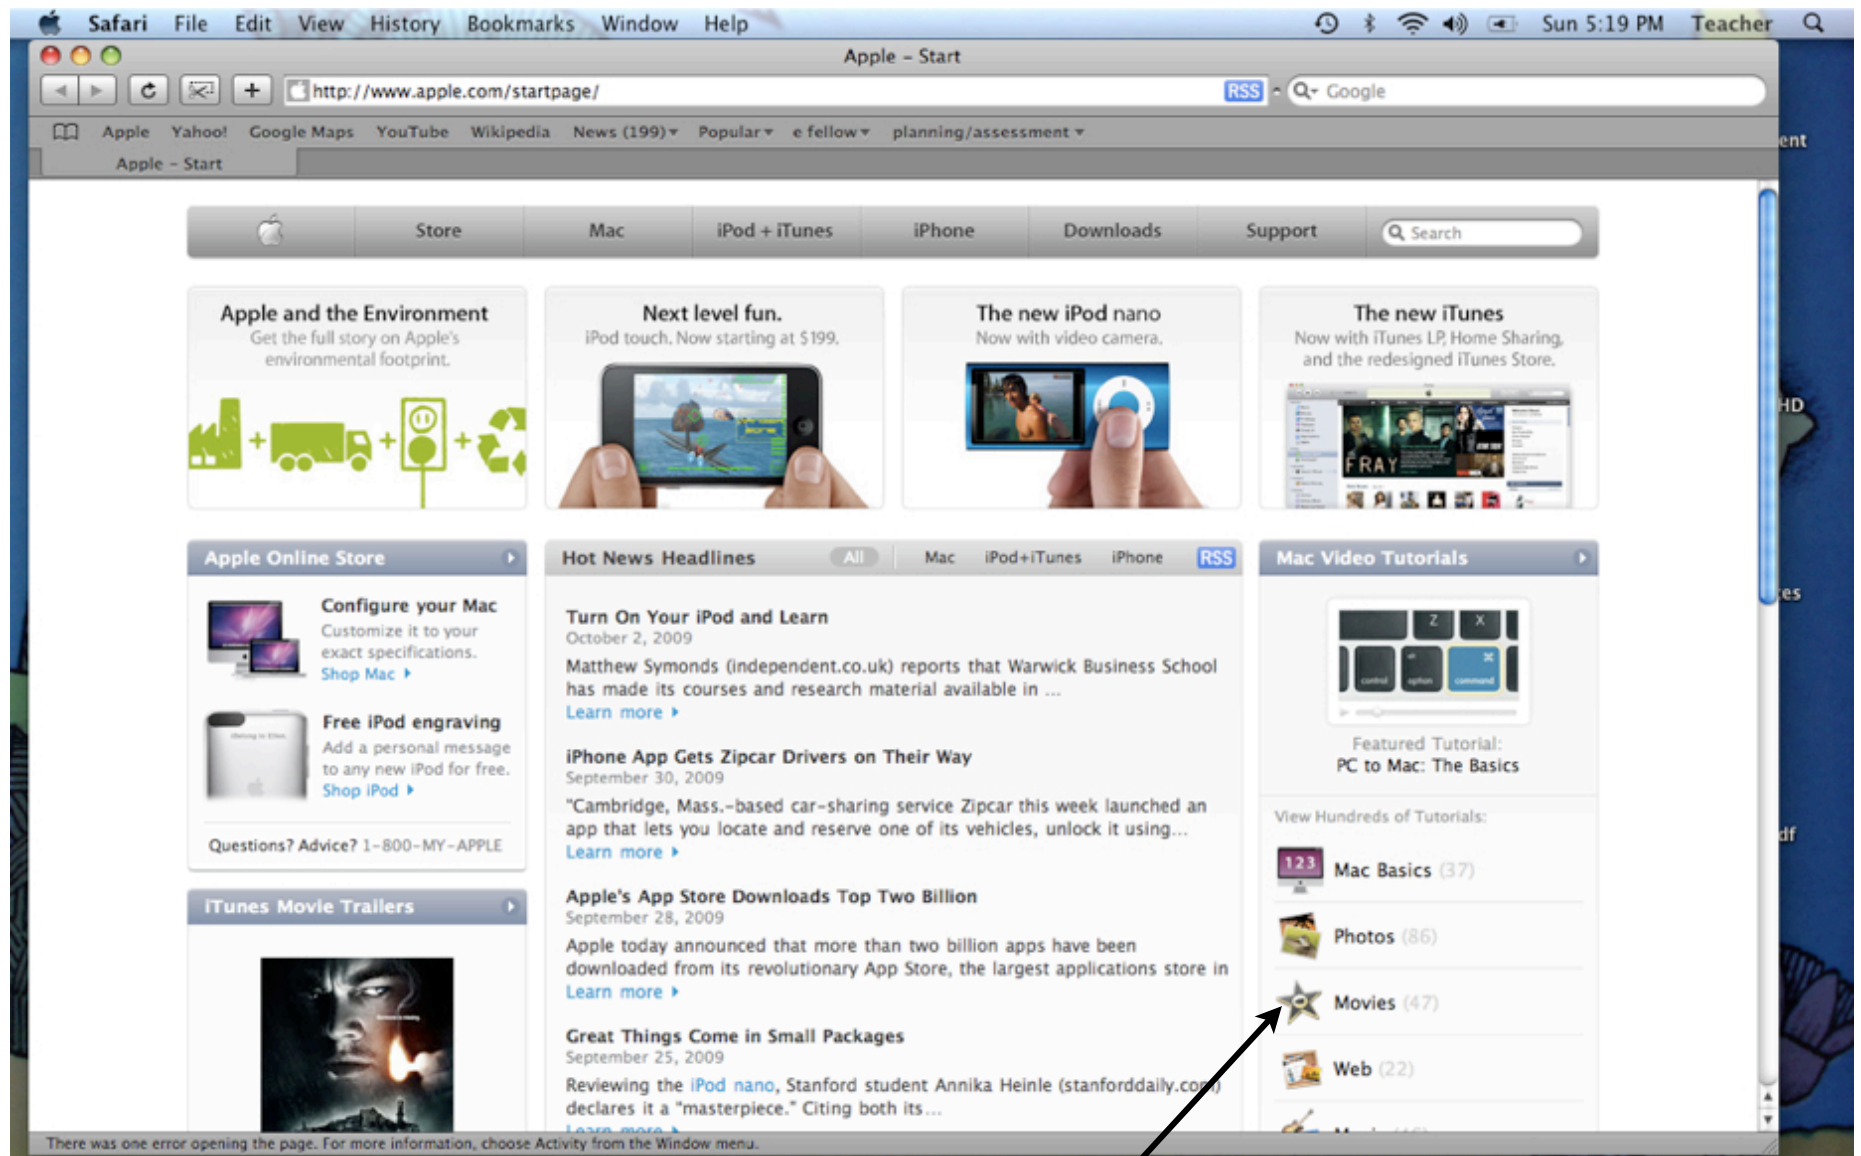 Safari File Edit View History Bookmarks Window Help Sun 5:19 PM Teacher
Apple – Start
http://www.apple.com/startpage/ RSS Google
Apple Yahoo! Google Maps YouTube Wikipedia News (199) Popular e fellow planning/assessment
ent
Apple – Start
Store Mac iPod + iTunes iPhone Downloads Support Search
Apple and the Environment
Get the full story on Apple's
environmental footprint.
Next level fun.
iPod touch. Now starting at $199.
The new iPod nano
Now with video camera.
The new iTunes
Now with iTunes LP, Home Sharing,
and the redesigned iTunes Store.
FRAY
HD
Apple Online Store
Configure your Mac
Customize it to your
exact specifications.
Shop Mac
Free iPod engraving
Add a personal message
to any new iPod for free.
Shop iPod
Questions? Advice? 1-800-MY-APPLE
iTunes Movie Trailers
Hot News Headlines All Mac iPod+iTunes iPhone RSS
Turn On Your iPod and Learn
October 2, 2009
Matthew Symonds (independent.co.uk) reports that Warwick Business School
has made its courses and research material available in ...
Learn more
iPhone App Gets Zipcar Drivers on Their Way
September 30, 2009
"Cambridge, Mass.-based car-sharing service Zipcar this week launched an
app that lets you locate and reserve one of its vehicles, unlock it using...
Learn more
Apple's App Store Downloads Top Two Billion
September 28, 2009
Apple today announced that more than two billion apps have been
downloaded from its revolutionary App Store, the largest applications store in
Learn more
Great Things Come in Small Packages
September 25, 2009
Reviewing the iPod nano, Stanford student Annika Heinle (stanforddaily.com)
declares it a "masterpiece." Citing both its...
Learn more
Mac Video Tutorials
Z X
control option command
Featured Tutorial:
PC to Mac: The Basics
View Hundreds of Tutorials:
123
Mac Basics (37)
Photos (86)
Movies (47)
Web (22)
tes
df
There was one error opening the page. For more information, choose Activity from the Window menu.